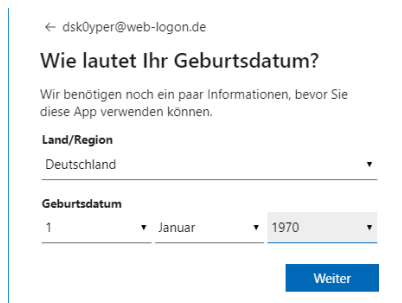 ← dsk0yper@web-logon.de
Wie lautet Ihr Geburtsdatum?
Wir benötigen noch ein paar Informationen, bevor Sie
diese App verwenden können.
Land/Region
Deutschland
Geburtsdatum
1 Januar 1970
Weiter